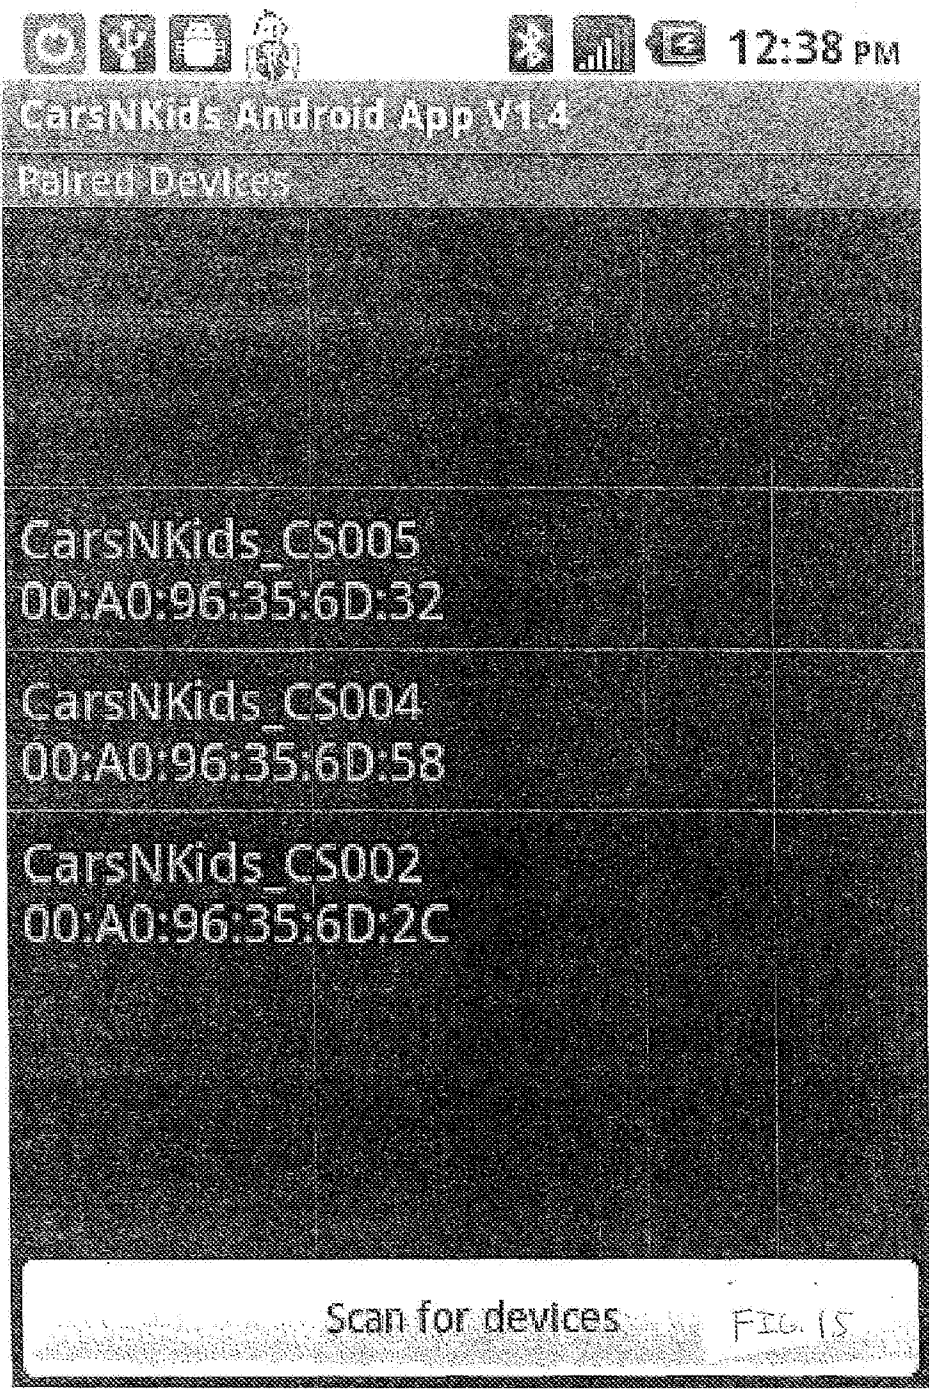 12:38 PM
CarsNKids Android App V1.4
Paired Devices
CarsNKids_CS005
00:A0:96:35:6D:32
CarsNKids_CS004
00:A0:96:35:6D:58
CarsNKids_CS002
00:A0:96:35:6D:2C
Scan for devices
FIG. 15